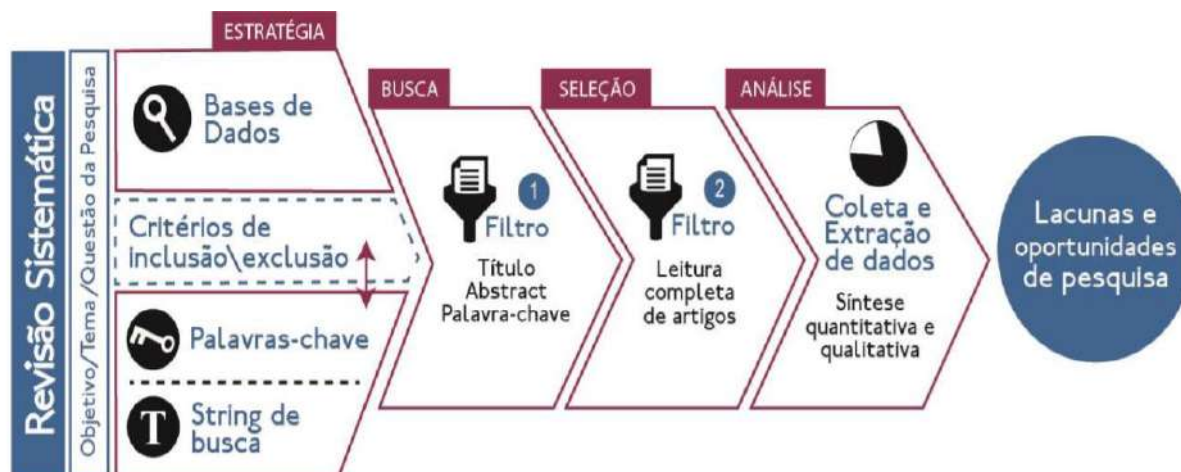 Revisão Sistemática
Objetivo/Tema/Questão da Pesquisa
ESTRATÉGIA
Bases de
Dados
Critérios de
inclusão\exclusão
Palavras-chave
T
String de
busca
BUSCA
1
Filtro
Título
Abstract
Palavra-chave
SELEÇÃO
2
Filtro
Leitura
completa
de artigos
ANÁLISE
Coleta e
Extração
de dados
Síntese
quantitativa e
qualitativa
Lacunas e
oportunidades
de pesquisa